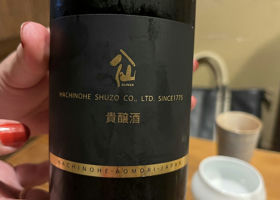 仙
HACHINOHE SHUZO CO., LTD. SINCE1775
貴醸酒
HACHINOHE-AOMORI-JAPAN